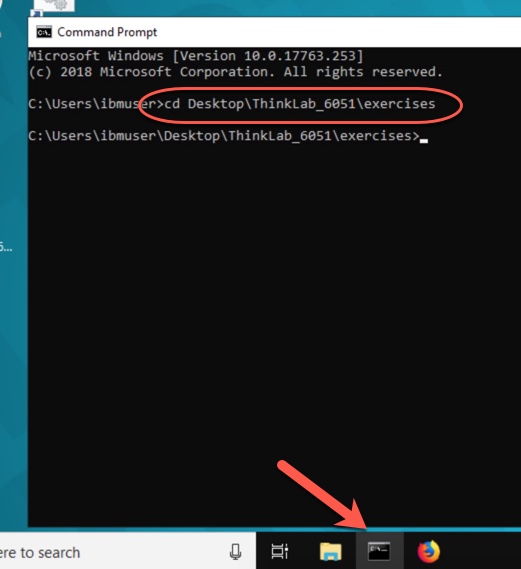 Command Prompt
Microsoft Windows [Version 10.0.17763.253]
(c) 2018 Microsoft Corporation. All rights reserved.
C:\Users\ibmuser>cd Desktop\ThinkLab_6051\exercises
C:\Users\ibmuser\Desktop\ThinkLab_6051\exercises>
ere to search